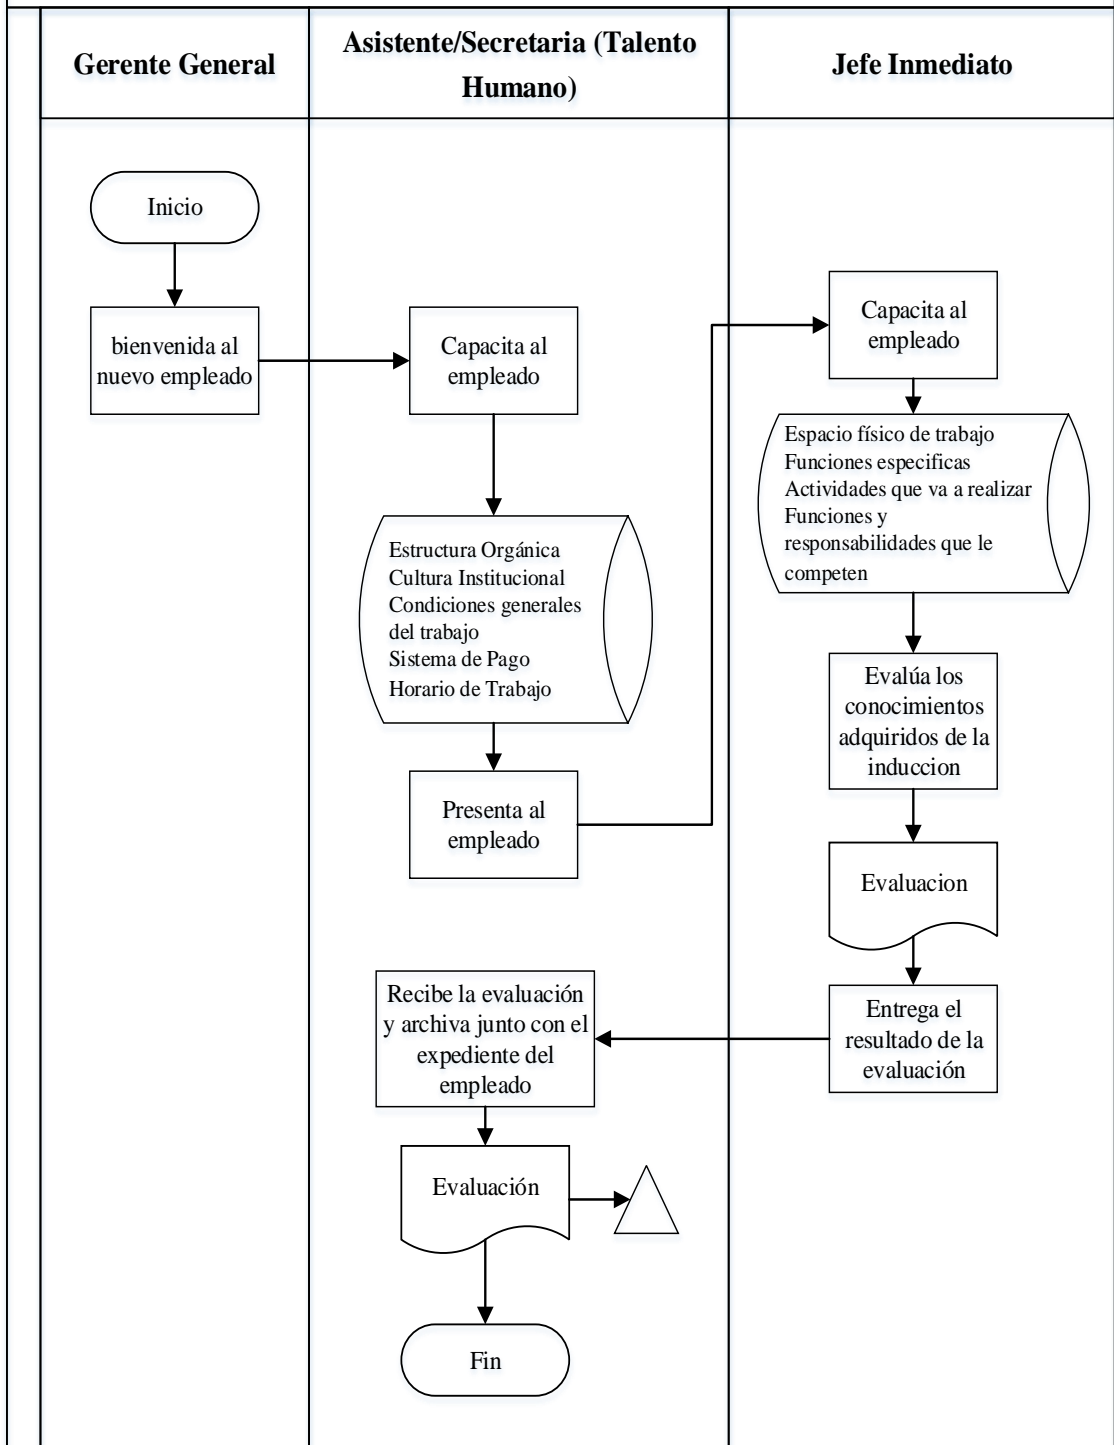 Gerente General
Asistente/Secretaria (Talento
Humano)
Jefe Inmediato
Inicio
bienvenida al
nuevo empleado
Capacita al
empleado
Estructura Orgánica
Cultura Institucional
Condiciones generales
del trabajo
Sistema de Pago
Horario de Trabajo
Presenta al
empleado
Capacita al
empleado
Espacio físico de trabajo
Funciones especificas
Actividades que va a realizar
Funciones y
responsabilidades que le
competen
Evalúa los
conocimientos
adquiridos de la
induccion
Evaluacion
Entrega el
resultado de la
evaluación
Recibe la evaluación
y archiva junto con el
expediente del
empleado
Evaluación
Fin